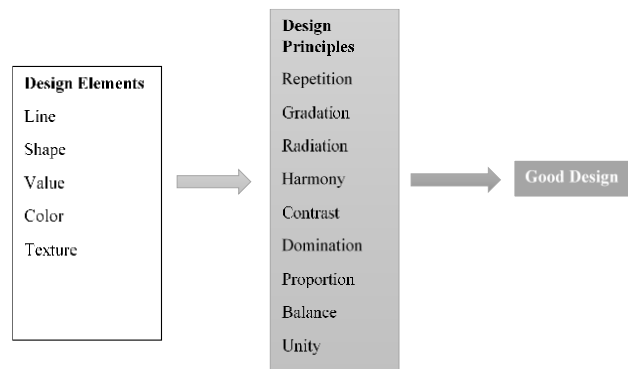 Design Elements
Line
Shape
Value
Color
Texture
Design
Principles
Repetition
Gradation
Radiation
Harmony
Contrast
Domination
Proportion
Balance
Unity
Good Design